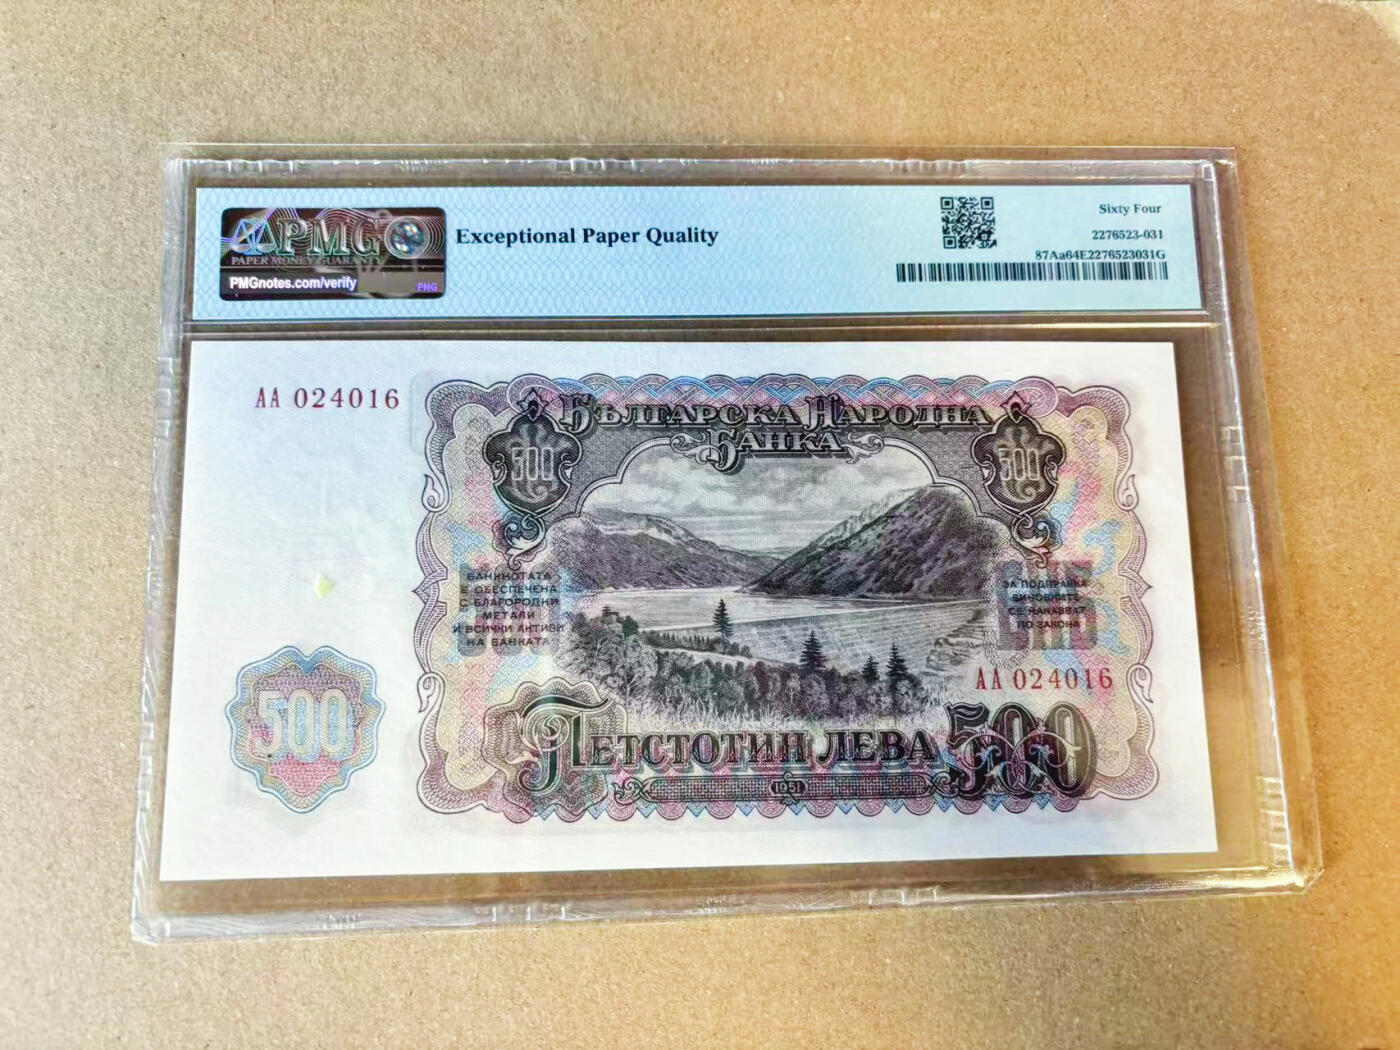 PMG
PAPER MONEY GUARANTY
PMGnotes.com/verify
PNG
Exceptional Paper Quality
Sixty Four
2276523-031
87Aa64E2276523031G
АА 024016
БЪЛГАРСКА НАРОДНА
БАНКА
500
500
БАНКНОТАТА
Е ОБЕЗПЕЧЕНА
С БЛАГОРОДНИ
МЕТАЛИ
И ВСИЧКИ АКТИВИ
НА БАНКАТА
ЗА ПОДПРАВКА
ВИНОВНИТЕ
СЕ НАКАЗВАТ
ПО ЗАКОНА
АА 024016
500
ПЕТСТОТИН ЛЕВА 500
1951